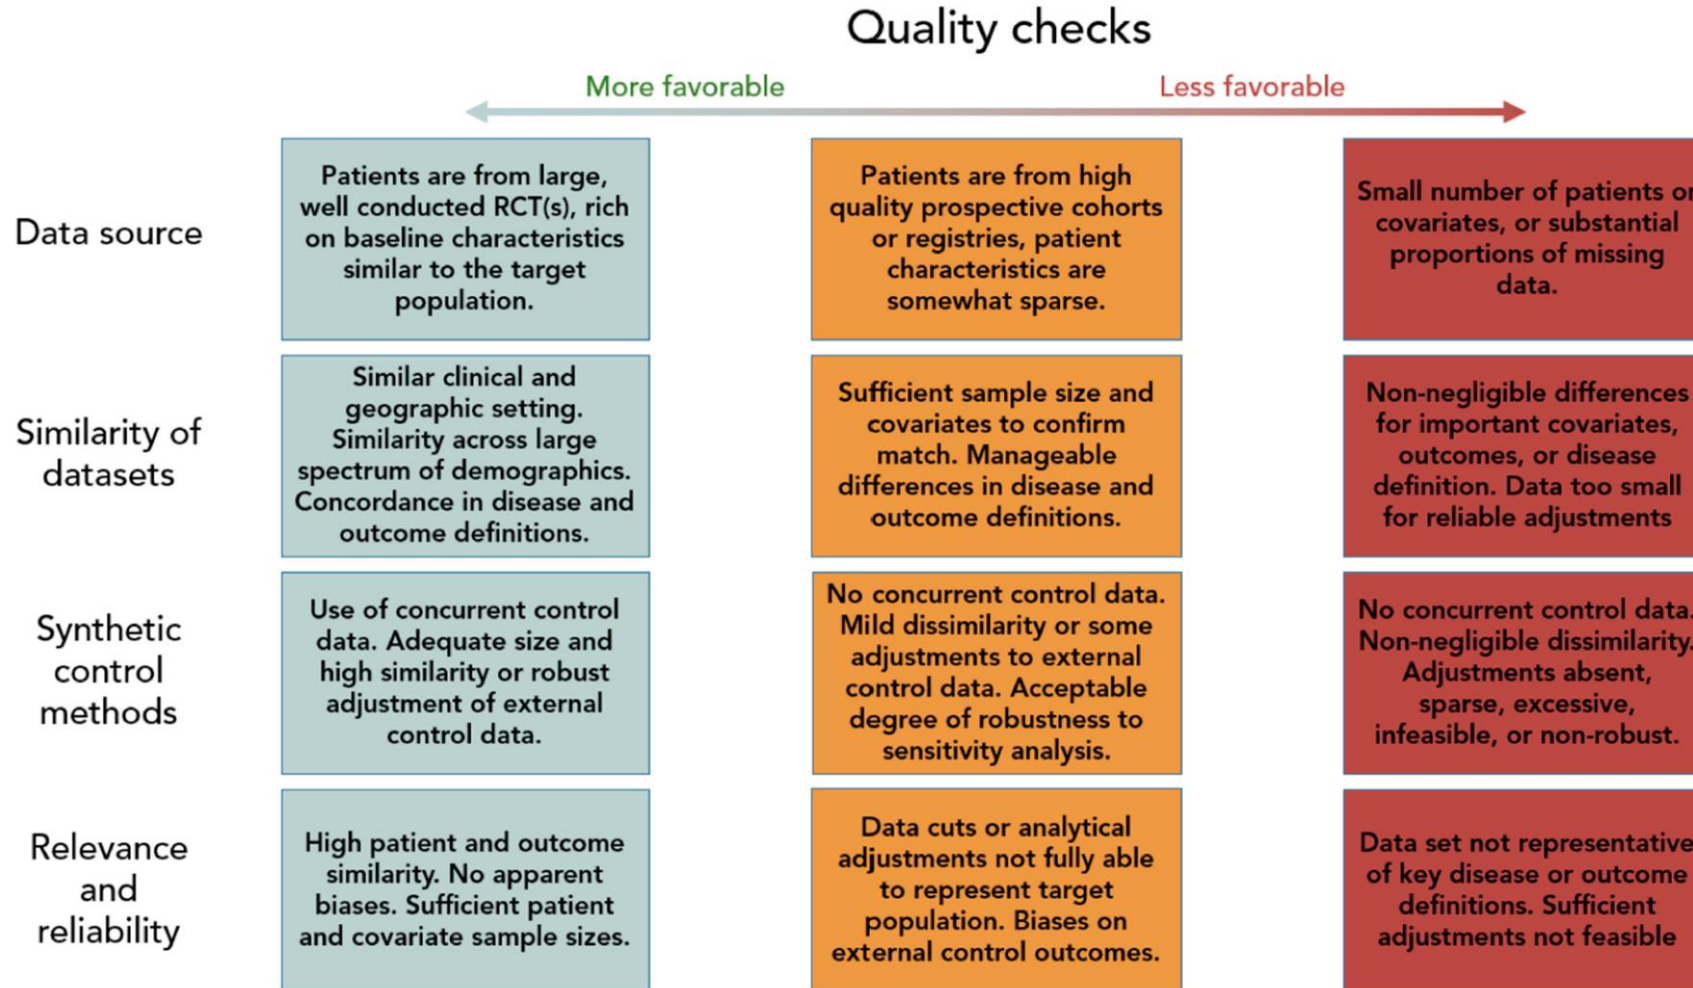 Quality checks
More favorable
Less favorable
Data source
Patients are from large,
well conducted RCT(s), rich
on baseline characteristics
similar to the target
population.
Patients are from high
quality prospective cohorts
or registries, patient
characteristics are
somewhat sparse.
Small number of patients or
covariates, or substantial
proportions of missing
data.
Similarity of
datasets
Similar clinical and
geographic setting.
Similarity across large
spectrum of demographics.
Concordance in disease and
outcome definitions.
Sufficient sample size and
covariates to confirm
match. Manageable
differences in disease and
outcome definitions.
Non-negligible differences
for important covariates,
outcomes, or disease
definition. Data too small
for reliable adjustments
Synthetic
control
methods
Use of concurrent control
data. Adequate size and
high similarity or robust
adjustment of external
control data.
No concurrent control data.
Mild dissimilarity or some
adjustments to external
control data. Acceptable
degree of robustness to
sensitivity analysis.
No concurrent control data.
Non-negligible dissimilarity.
Adjustments absent,
sparse, excessive,
infeasible, or non-robust.
Relevance
and
reliability
High patient and outcome
similarity. No apparent
biases. Sufficient patient
and covariate sample sizes.
Data cuts or analytical
adjustments not fully able
to represent target
population. Biases on
external control outcomes.
Data set not representative
of key disease or outcome
definitions. Sufficient
adjustments not feasible